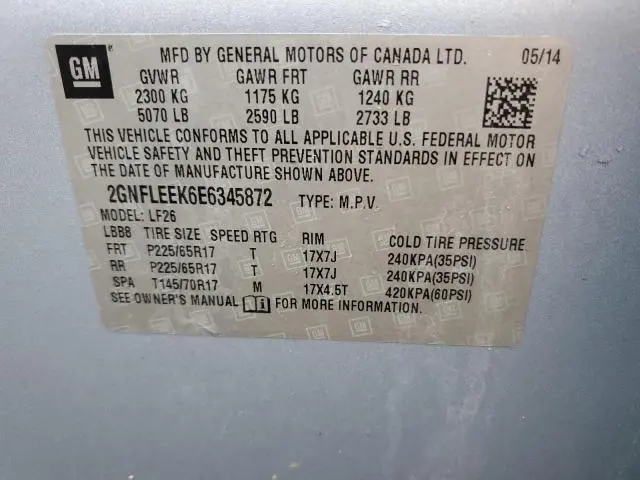 GM
MFD BY GENERAL MOTORS OF CANADA LTD. 05/14
GVWR GAWR FRT GAWR RR
2300 KG 1175 KG 1240 KG
5070 LB 2590 LB 2733 LB
THIS VEHICLE CONFORMS TO ALL APPLICABLE U.S. FEDERAL MOTOR
VEHICLE SAFETY AND THEFT PREVENTION STANDARDS IN EFFECT ON
THE DATE OF MANUFACTURE SHOWN ABOVE.
2GNFLEEK6E6345872 TYPE: M.P.V.
MODEL: LF26
LBB8 TIRE SIZE SPEED RTG RIM COLD TIRE PRESSURE
FRT P225/65R17 T 17X7J 240KPA(35PSI)
RR P225/65R17 T 17X7J 240KPA(35PSI)
SPA T145/70R17 M 17X4.5T 420KPA(60PSI)
SEE OWNER'S MANUAL FOR MORE INFORMATION.